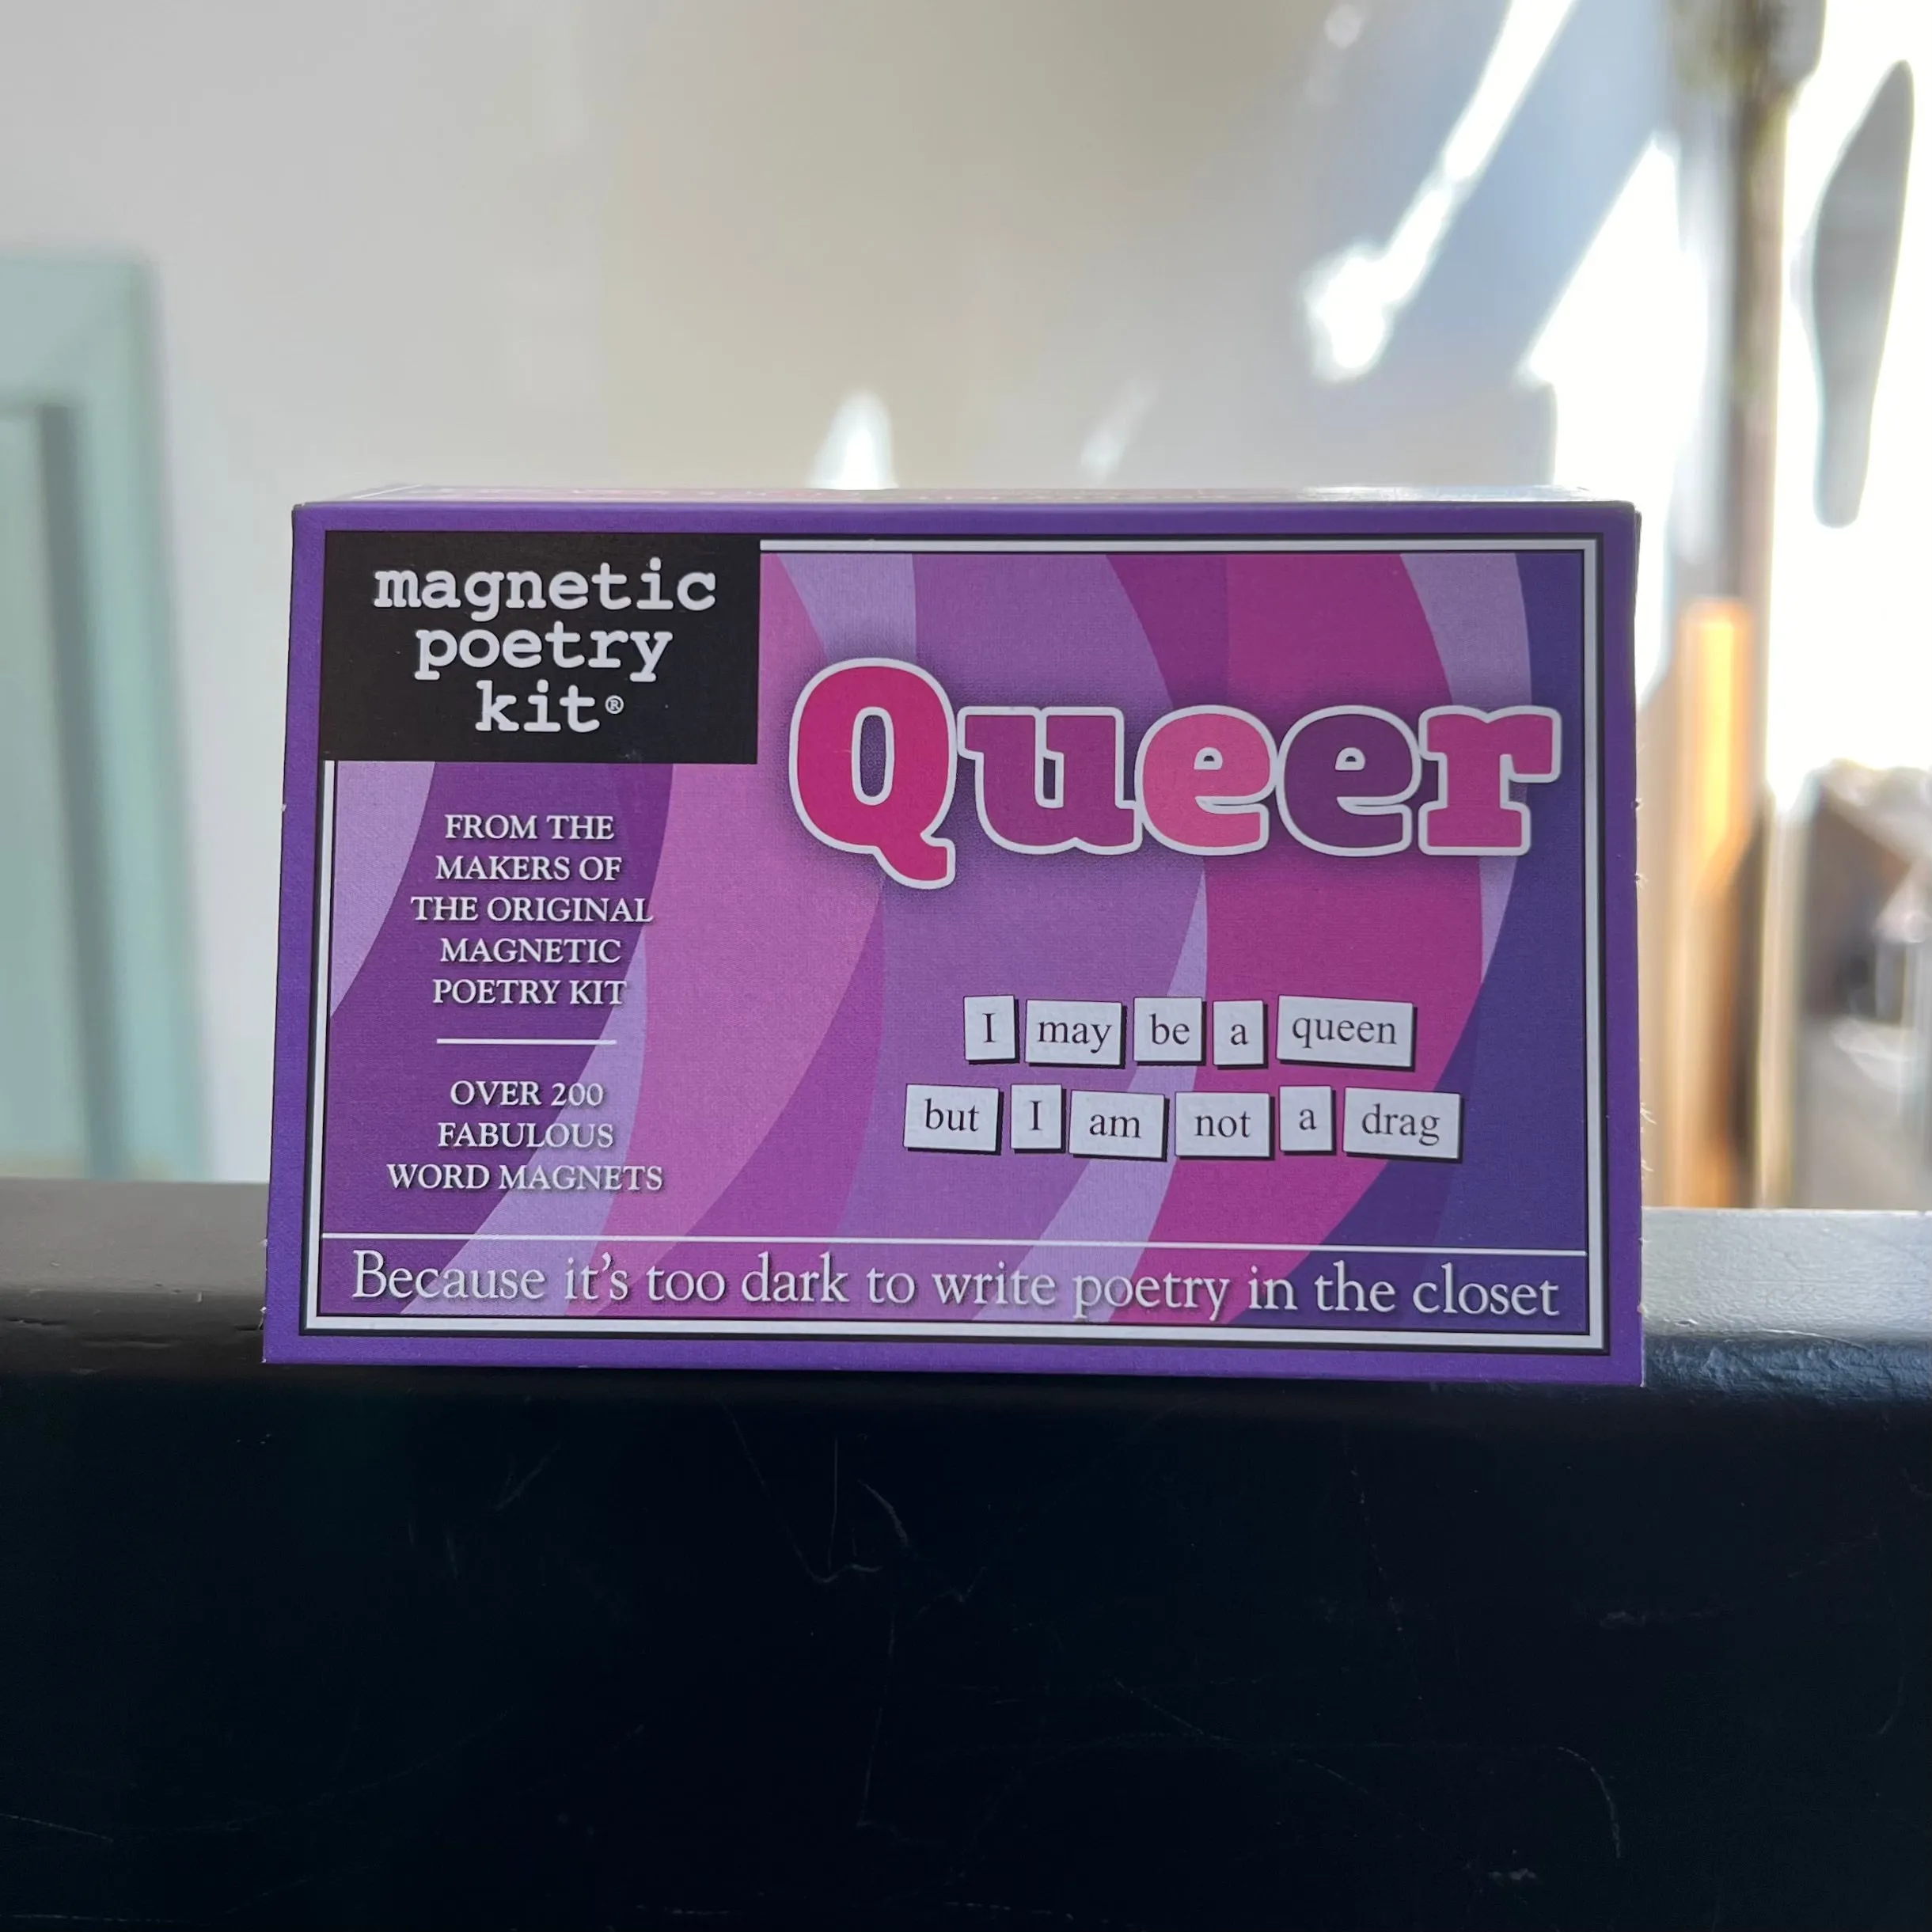 magnetic
poetry
kit®
Queer
FROM THE
MAKERS OF
THE ORIGINAL
MAGNETIC
POETRY KIT
OVER 200
FABULOUS
WORD MAGNETS
I may be a queen
but I am not a drag
Because it's too dark to write poetry in the closet